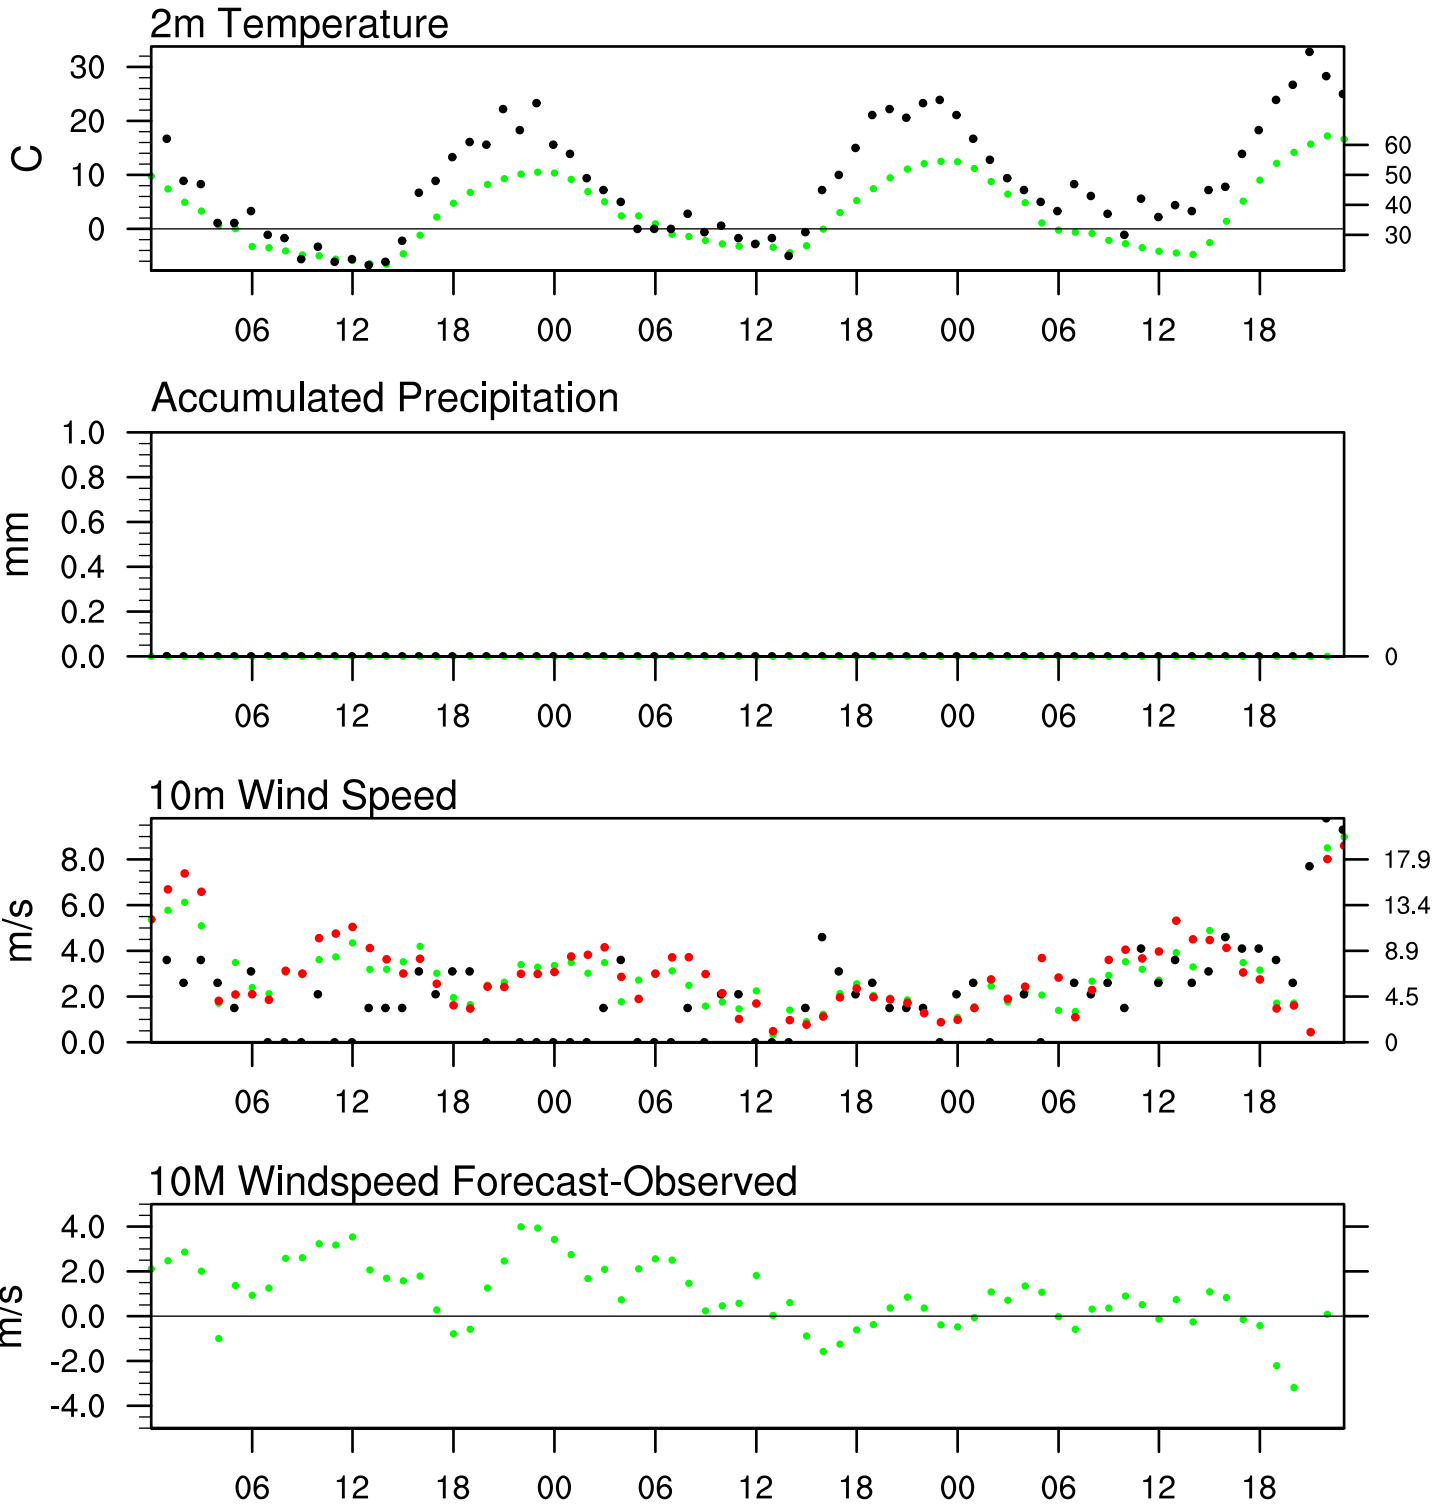 2m Temperature
30
20
10
0
C
60
50
40
30
06 12 18 00 06 12 18 00 06 12 18
Accumulated Precipitation
1.0
0.8
0.6
0.4
0.2
0.0
mm
0
06 12 18 00 06 12 18 00 06 12 18
10m Wind Speed
8.0
6.0
4.0
2.0
0.0
m/s
17.9
13.4
8.9
4.5
0
06 12 18 00 06 12 18 00 06 12 18
10M Windspeed Forecast-Observed
4.0
2.0
0.0
-2.0
-4.0
m/s
06 12 18 00 06 12 18 00 06 12 18